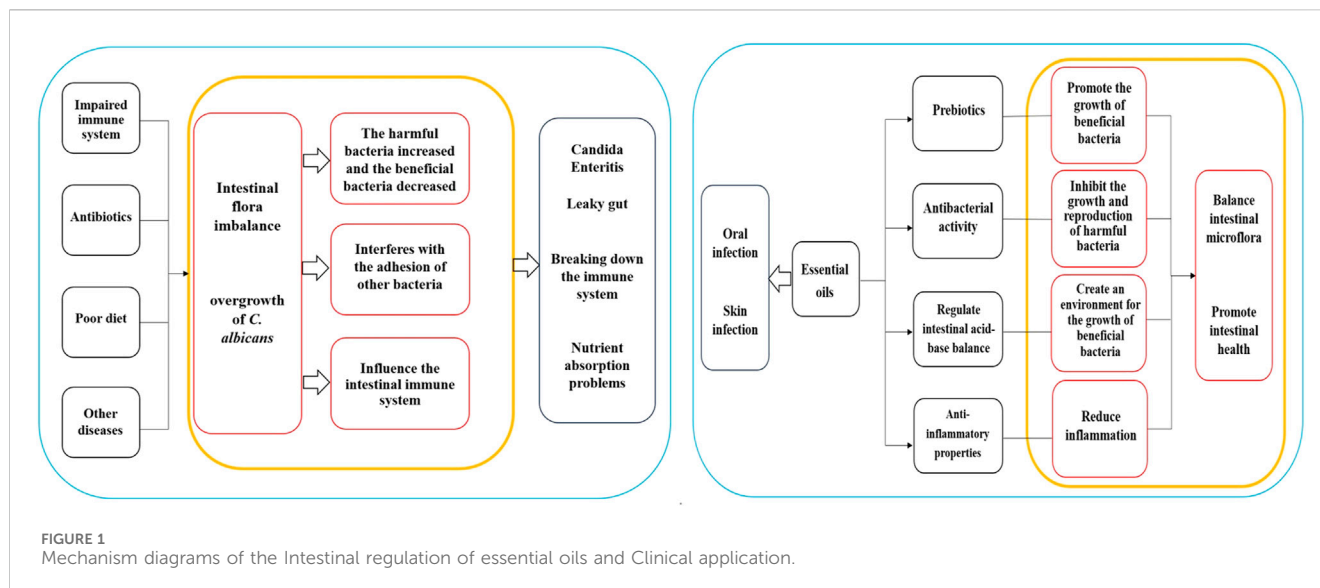 Impaired
immune
system
Antibiotics
Poor diet
Other
diseases
Intestinal
flora
imbalance
overgrowth
of C.
albicans
The harmful
bacteria increased
and the beneficial
bacteria decreased
Interferes with
the adhesion of
other bacteria
Influence the
intestinal immune
system
Candida
Enteritis
Leaky gut
Breaking down
the immune
system
Nutrient
absorption
problems
Oral
infection
Skin
infection
Essential
oils
Prebiotics
Antibacterial
activity
Regulate
intestinal acid-
base balance
Anti-
inflammatory
properties
Promote the
growth of
beneficial
bacteria
Inhibit the
growth and
reproduction
of harmful
bacteria
Create an
environment for
the growth of
beneficial
bacteria
Reduce
inflammation
Balance
intestinal
microflora
Promote
intestinal
health
FIGURE 1
Mechanism diagrams of the Intestinal regulation of essential oils and Clinical application.